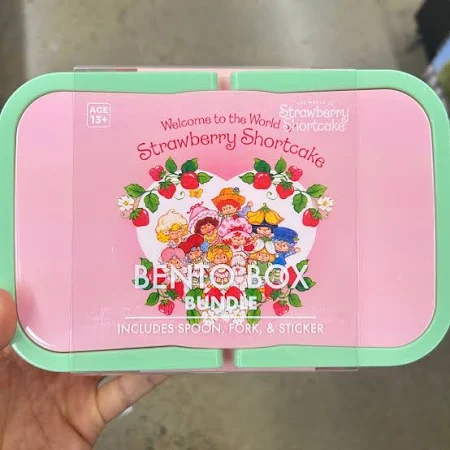 AGE
13+
THE WORLD OF
Strawberry
Shortcake
Welcome to the World of
Strawberry Shortcake
BENTO BOX
BUNDLE
INCLUDES SPOON, FORK, & STICKER